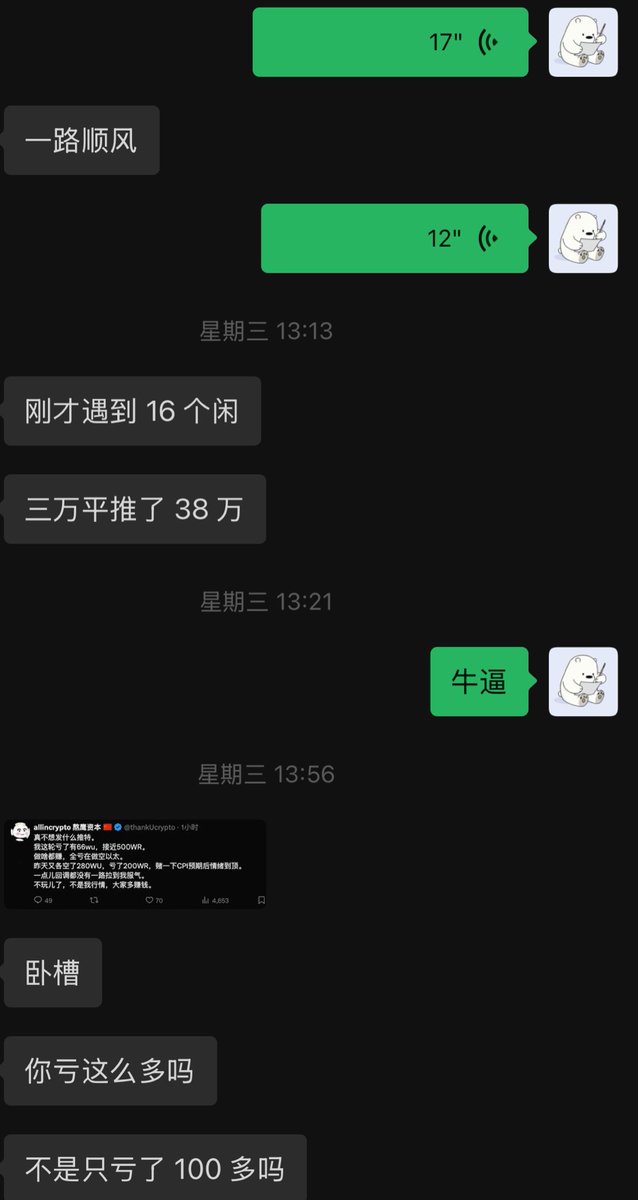 17"
一路顺风
12"
星期三 13:13
刚才遇到 16 个闲
三万平推了 38 万
星期三 13:21
牛逼
星期三 13:56
allincrypto 熬鹰资本 🇨🇳 @thankUcrypto · 1小时
真不想发什么推特。
我这轮亏了有66wu，接近500WR。
做啥都赚，全亏在做空以太。
昨天又各空了280WU，亏了200WR，赌一下CPI预期后情绪到顶。
一点儿回调都没有一路拉到我服气。
不玩儿了，不是我行情，大家多赚钱。
49 70 4,653
卧槽
你亏这么多吗
不是只亏了 100 多吗